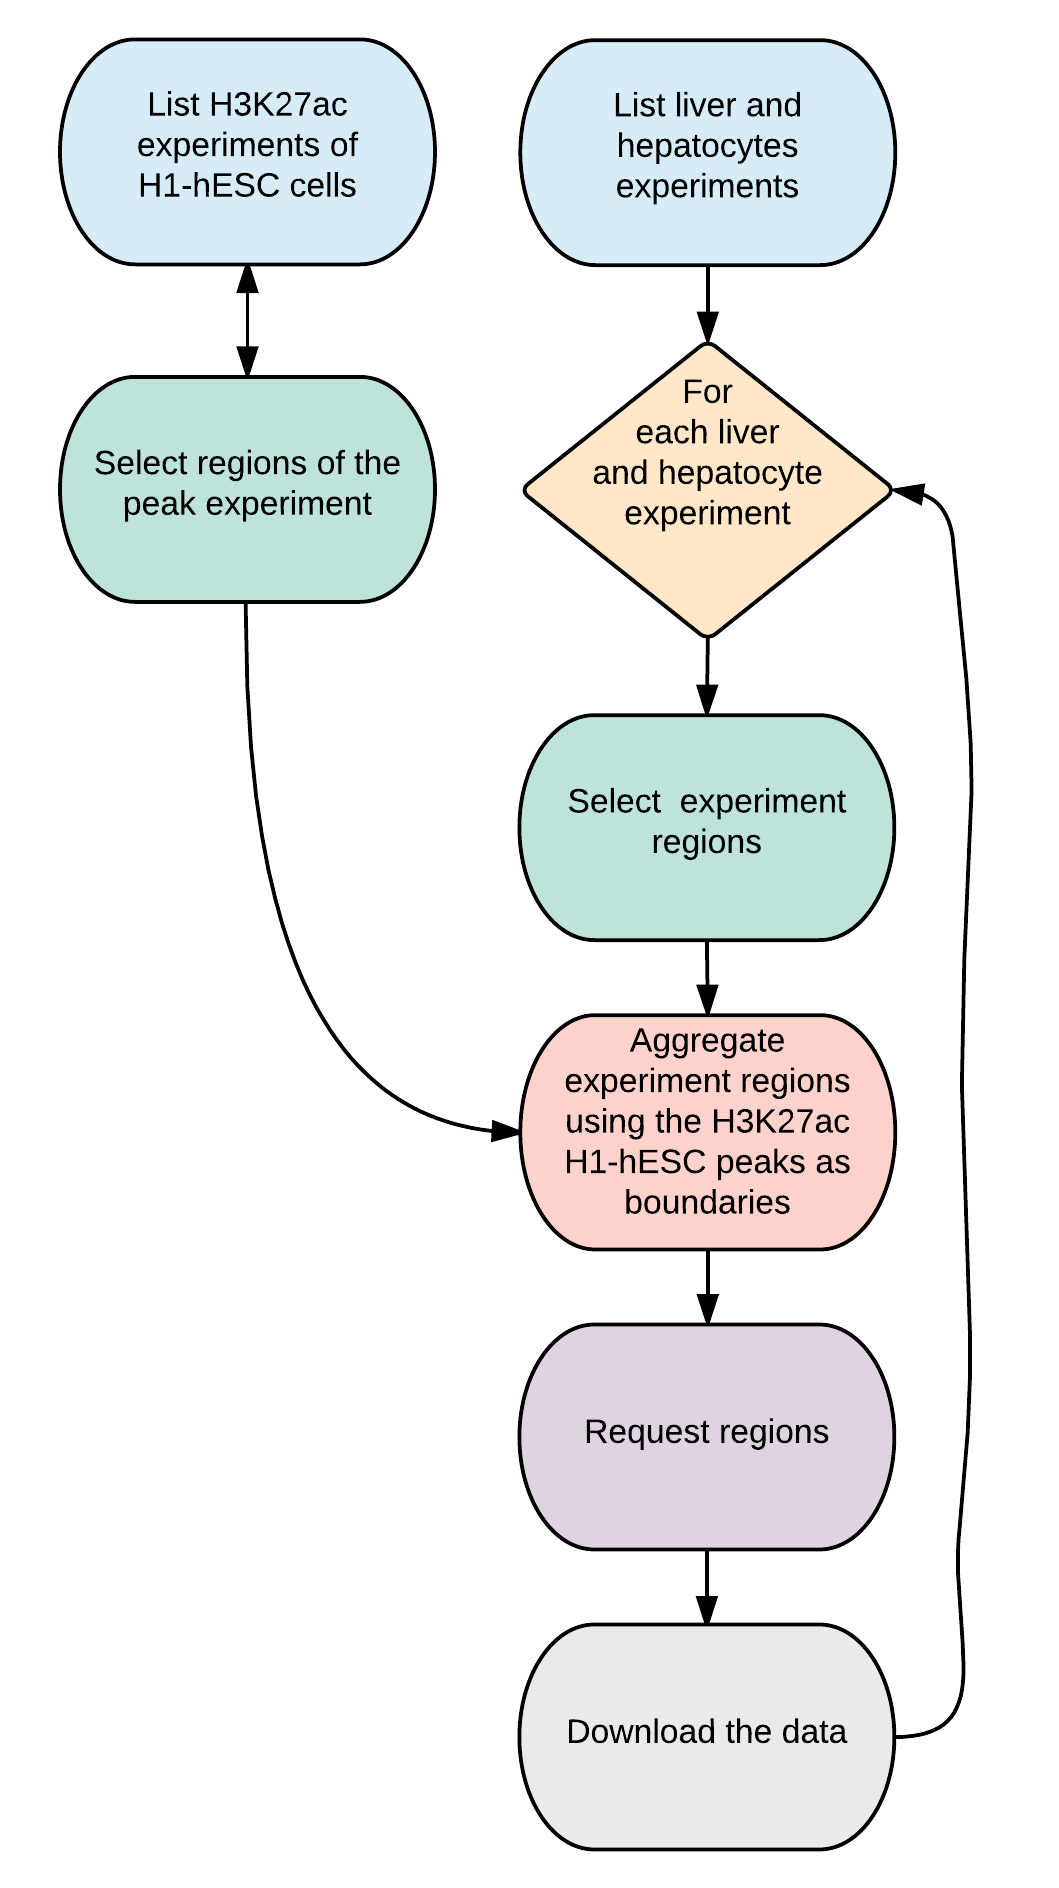 List H3K27ac
experiments of
H1-hESC cells
List liver and
hepatocytes
experiments
Select regions of the
peak experiment
For
each liver
and hepatocyte
experiment
Select  experiment
regions
Aggregate
experiment regions
using the H3K27ac
H1-hESC peaks as
boundaries
Request regions
Download the data